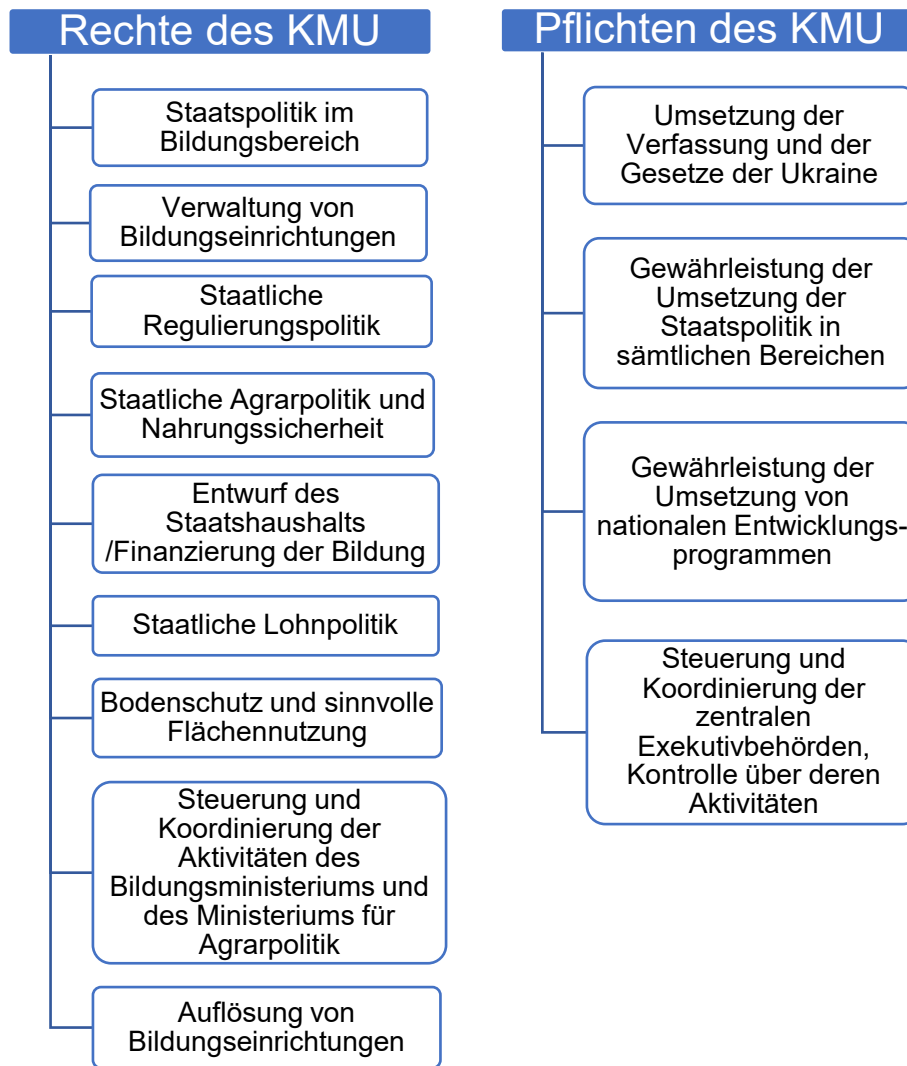 Rechte des KMU
Staatspolitik im
Bildungsbereich
Verwaltung von
Bildungseinrichtungen
Staatliche
Regulierungspolitik
Staatliche Agrarpolitik und
Nahrungssicherheit
Entwurf des
Staatshaushalts
/Finanzierung der Bildung
Staatliche Lohnpolitik
Bodenschutz und sinnvolle
Flächennutzung
Steuerung und
Koordinierung der
Aktivitäten des
Bildungsministeriums und
des Ministeriums für
Agrarpolitik
Auflösung von
Bildungseinrichtungen
Pflichten des KMU
Umsetzung der
Verfassung und der
Gesetze der Ukraine
Gewährleistung der
Umsetzung der
Staatspolitik in
sämtlichen Bereichen
Gewährleistung der
Umsetzung von
nationalen Entwicklungs-
programmen
Steuerung und
Koordinierung der
zentralen
Exekutivbehörden,
Kontrolle über deren
Aktivitäten